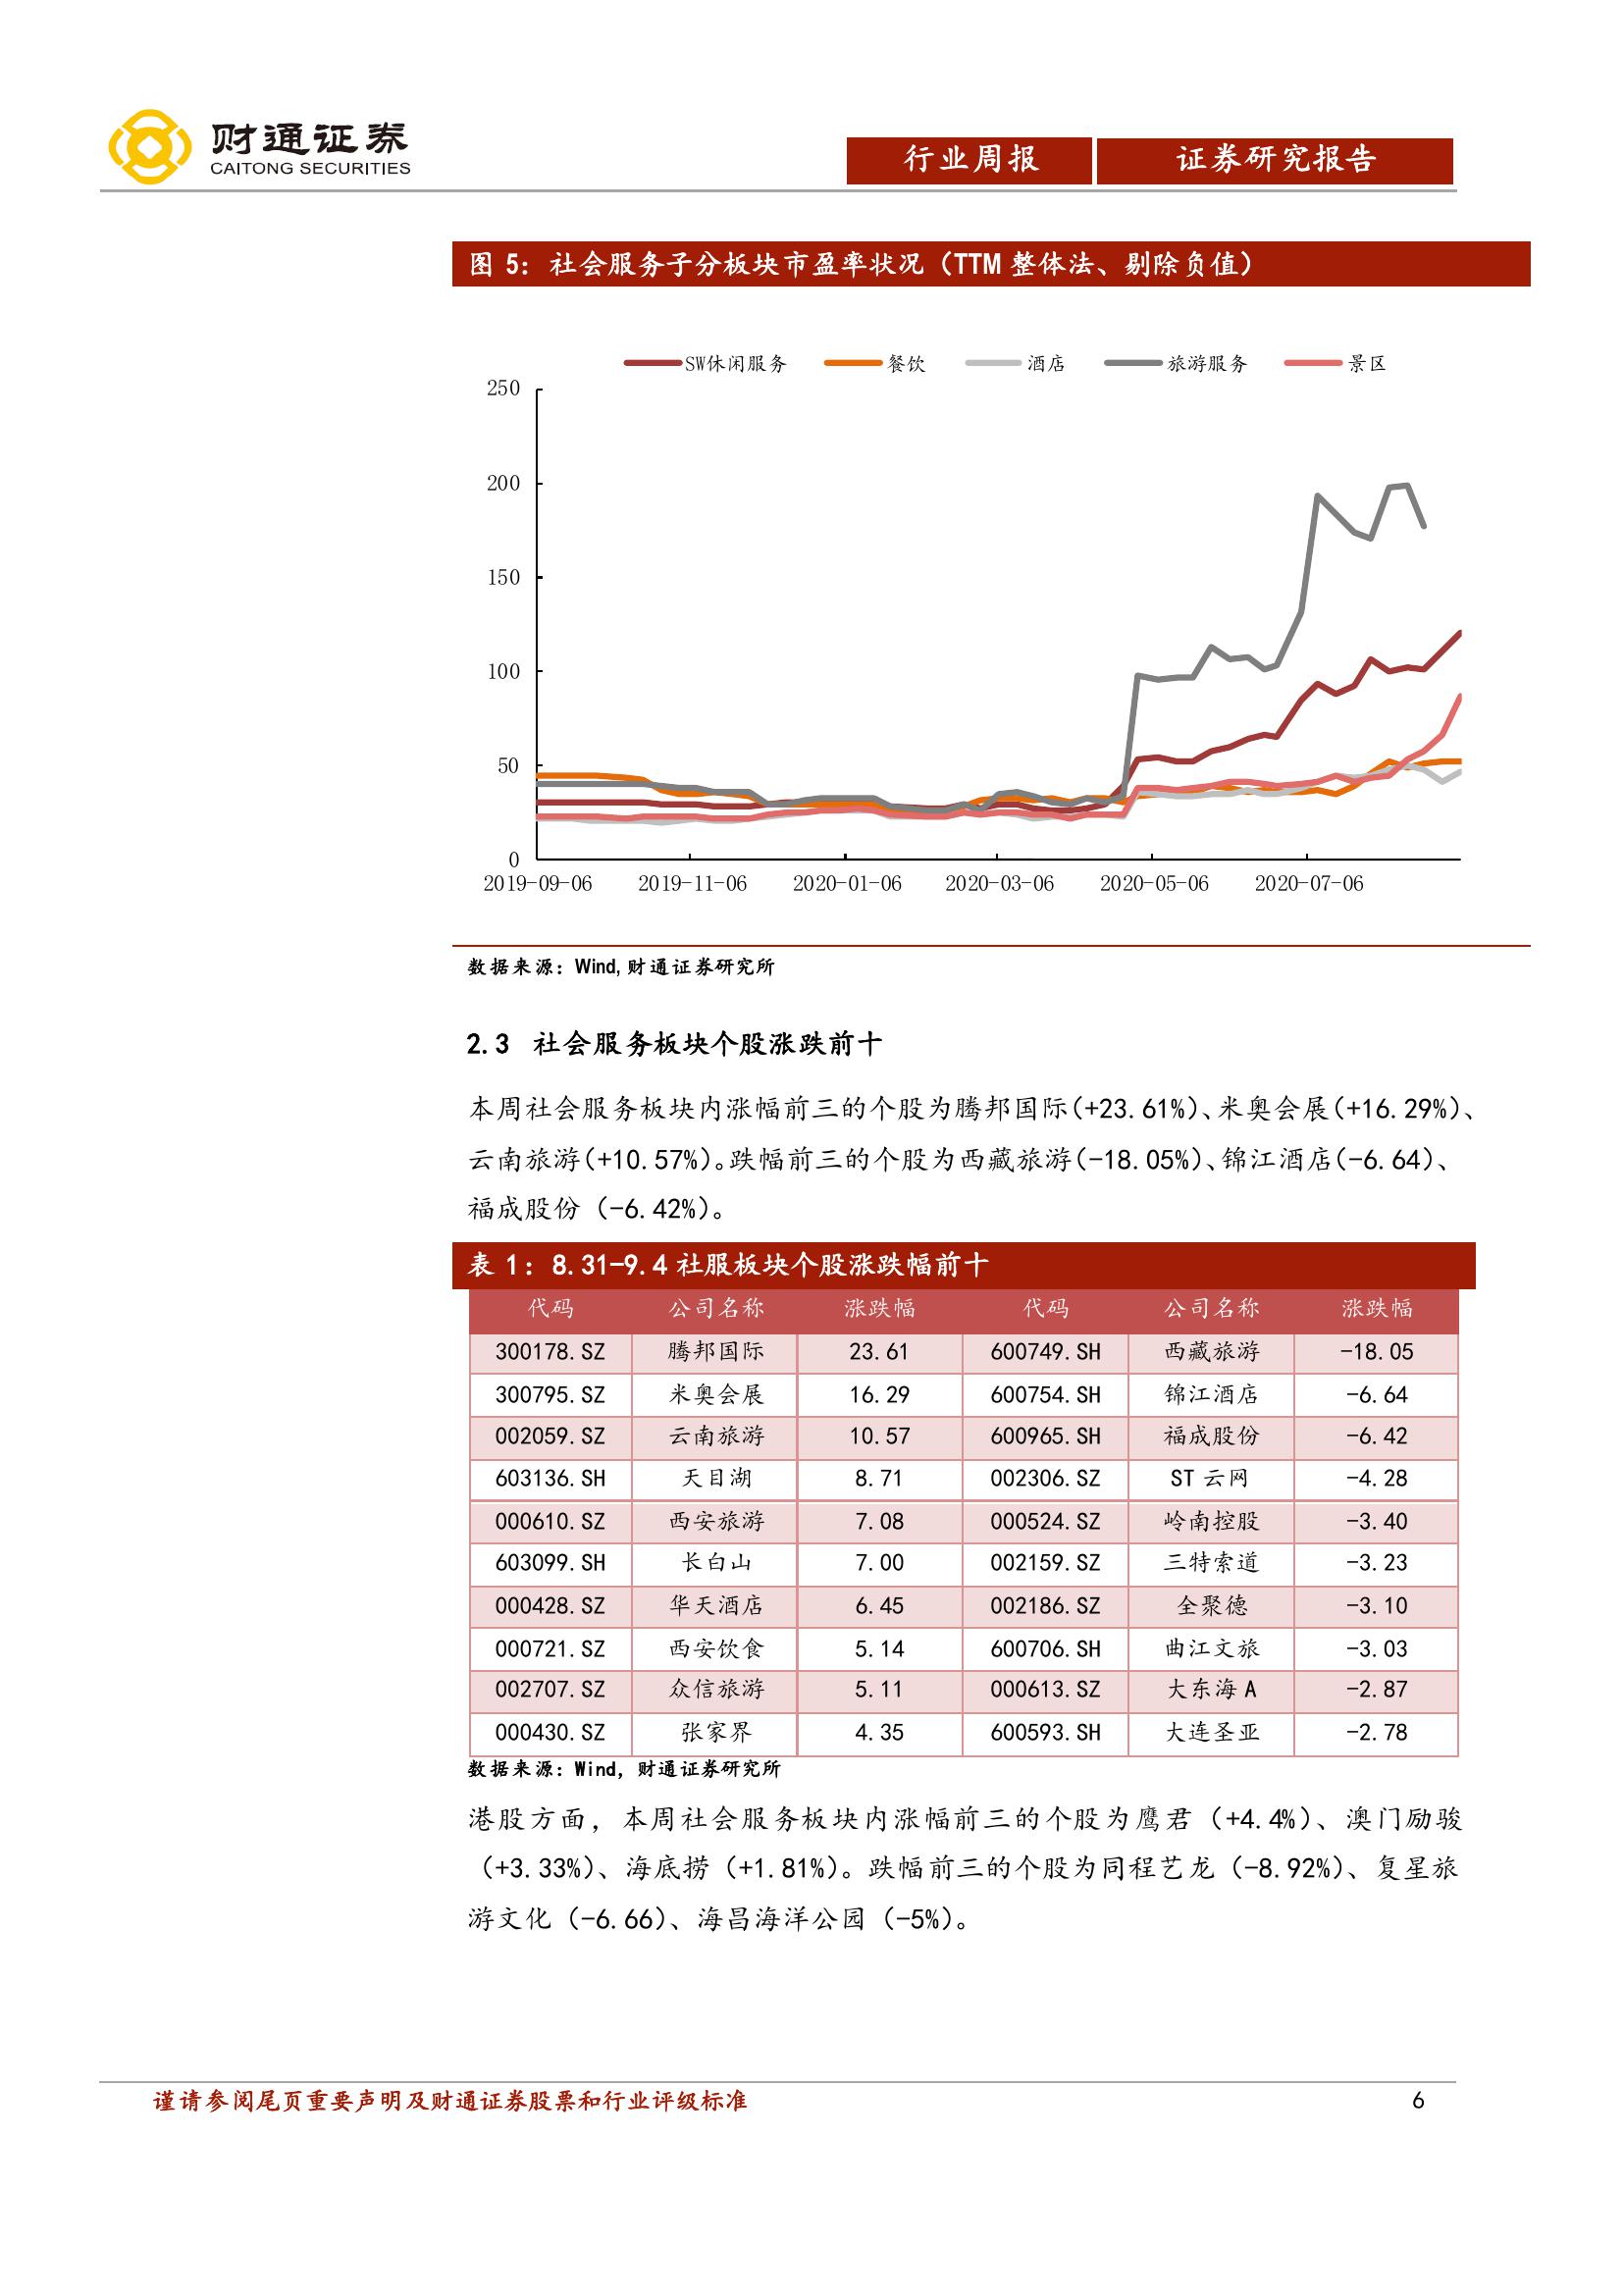 财通证券
CAITONG SECURITIES
行业周报 证券研究报告
图 5：社会服务子分板块市盈率状况（TTM 整体法、剔除负值）
SW休闲服务 餐饮 酒店 旅游服务 景区
250
200
150
100
50
0
2019-09-06 2019-11-06 2020-01-06 2020-03-06 2020-05-06 2020-07-06
数据来源：Wind,财通证券研究所
2.3 社会服务板块个股涨跌前十
本周社会服务板块内涨幅前三的个股为腾邦国际(+23.61%)、米奥会展(+16.29%)、
云南旅游(+10.57%)。跌幅前三的个股为西藏旅游(-18.05%)、锦江酒店(-6.64)、
福成股份（-6.42%）。
表 1：8.31-9.4 社服板块个股涨跌幅前十
代码 公司名称 涨跌幅 代码 公司名称 涨跌幅
300178.SZ 腾邦国际 23.61 600749.SH 西藏旅游 -18.05
300795.SZ 米奥会展 16.29 600754.SH 锦江酒店 -6.64
002059.SZ 云南旅游 10.57 600965.SH 福成股份 -6.42
603136.SH 天目湖 8.71 002306.SZ ST 云网 -4.28
000610.SZ 西安旅游 7.08 000524.SZ 岭南控股 -3.40
603099.SH 长白山 7.00 002159.SZ 三特索道 -3.23
000428.SZ 华天酒店 6.45 002186.SZ 全聚德 -3.10
000721.SZ 西安饮食 5.14 600706.SH 曲江文旅 -3.03
002707.SZ 众信旅游 5.11 000613.SZ 大东海 A -2.87
000430.SZ 张家界 4.35 600593.SH 大连圣亚 -2.78
数据来源：Wind，财通证券研究所
港股方面，本周社会服务板块内涨幅前三的个股为鹰君（+4.4%）、澳门励骏
（+3.33%）、海底捞（+1.81%）。跌幅前三的个股为同程艺龙（-8.92%）、复星旅
游文化（-6.66）、海昌海洋公园（-5%）。
谨请参阅尾页重要声明及财通证券股票和行业评级标准 6